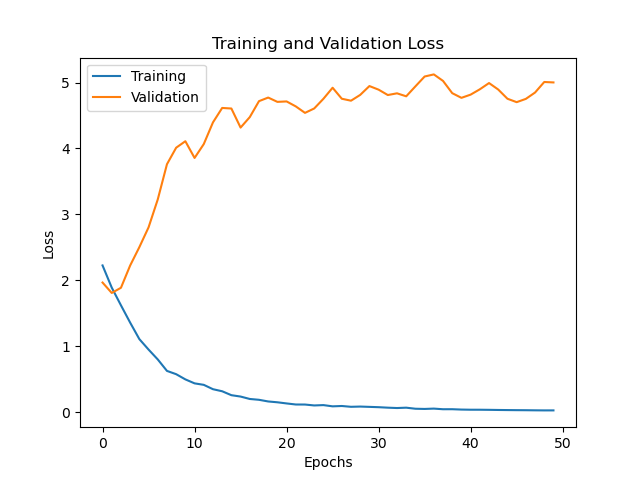 Training and Validation Loss
Training
Validation
5
4
3
2
1
0
Loss
0 10 20 30 40 50
Epochs